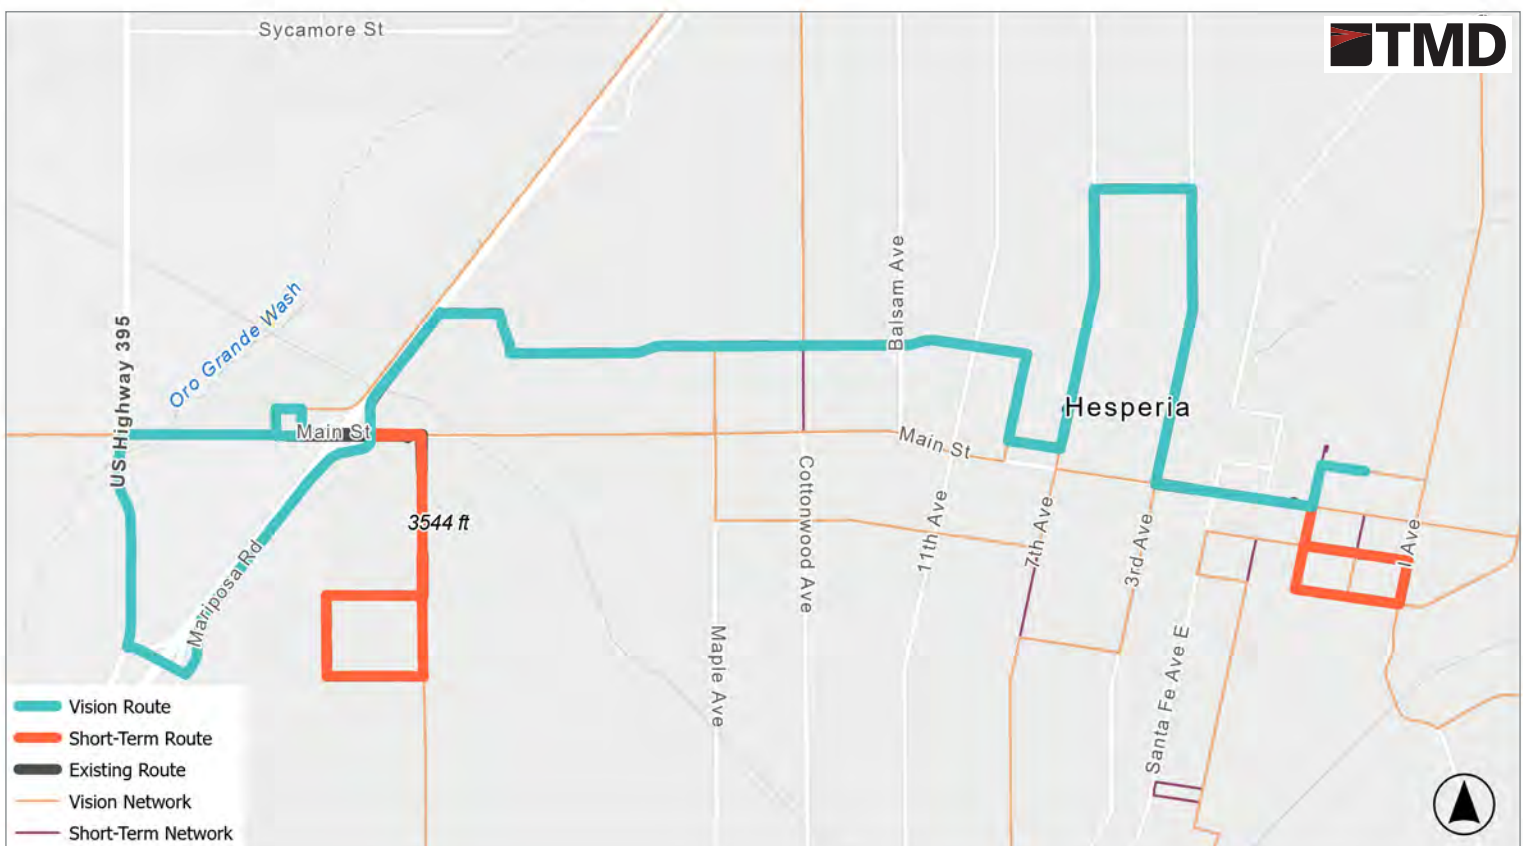 Sycamore St
TMD
Balsam Ave
Oro Grande Wash
US Highway 395
Hesperia
Main St
Main St
3544 ft
Cottonwood Ave
11th Ave
7th Ave
3rd Ave
I Ave
Mariposa Rd
Maple Ave
Santa Fe Ave E
Vision Route
Short-Term Route
Existing Route
Vision Network
Short-Term Network